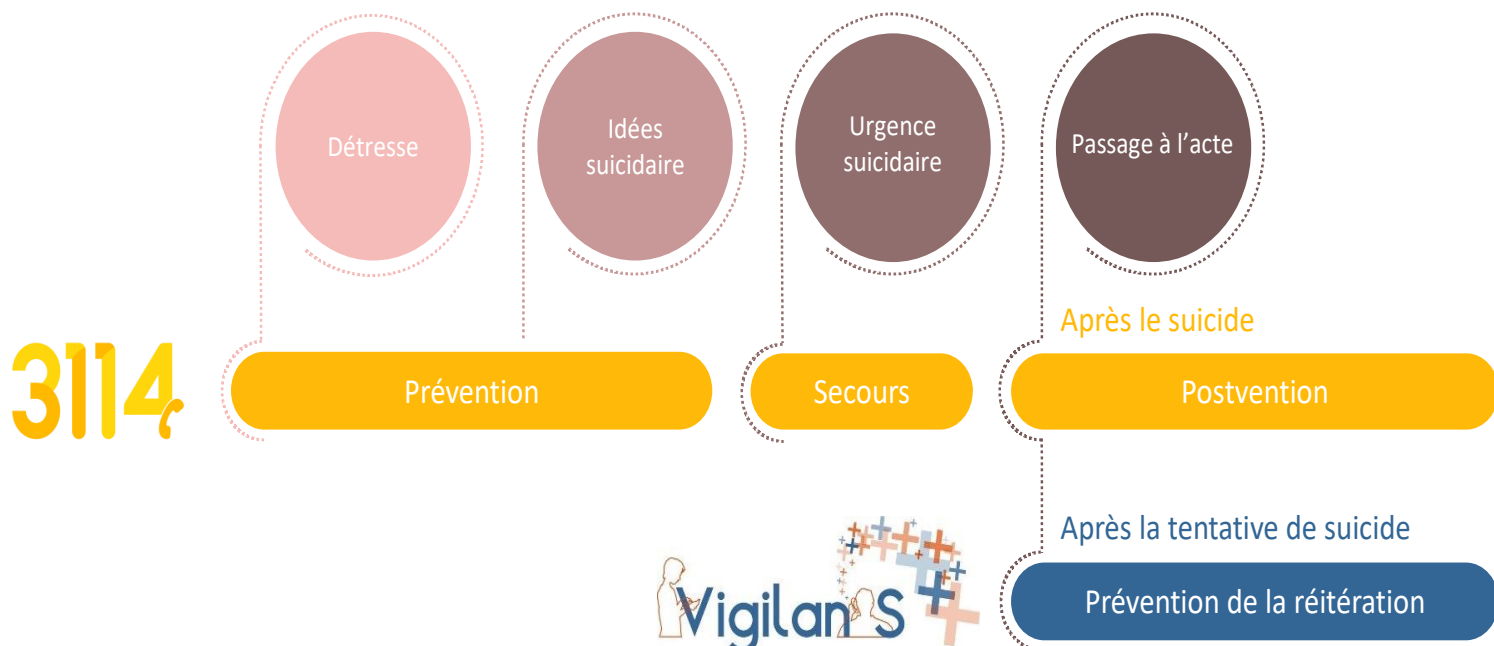 Détresse
Idées
suicidaire
Urgence
suicidaire
Passage à l'acte
Après le suicide
3114
Prévention
Secours
Postvention
Après la tentative de suicide
VigilanS
Prévention de la réitération